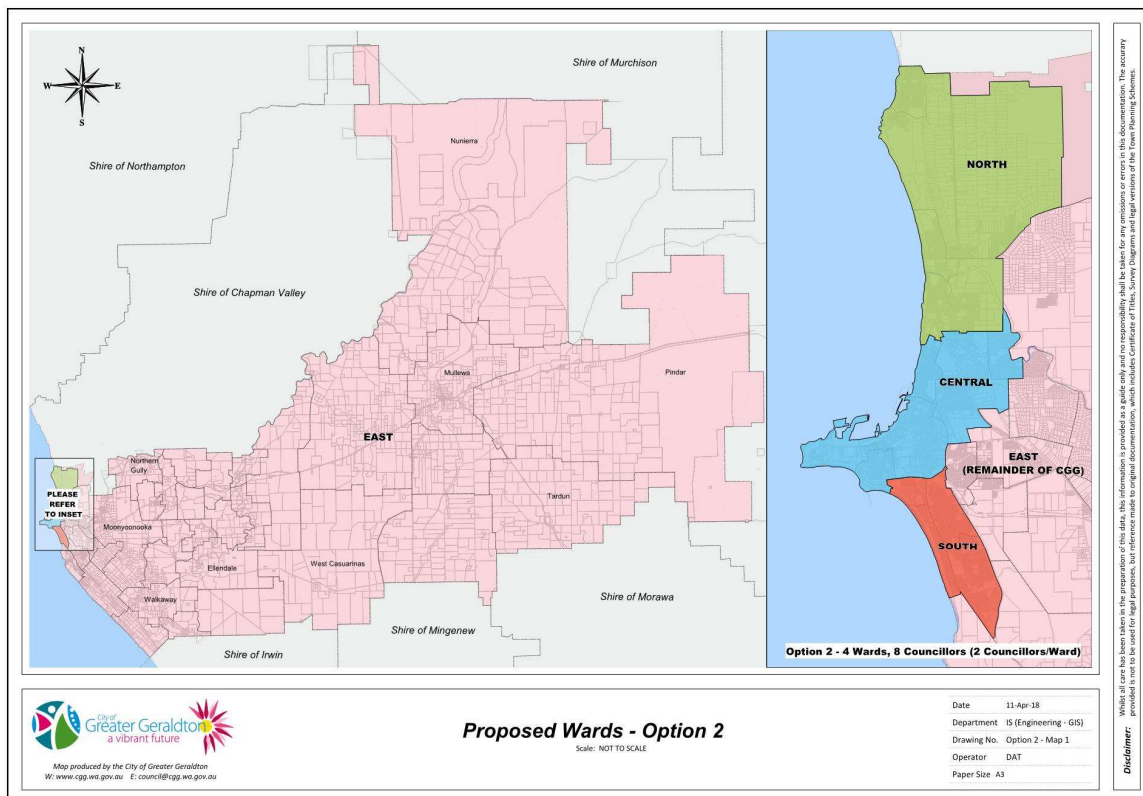 N
W
E
S
Shire of Murchison
Shire of Northampton
Nunierra
Shire of Chapman Valley
Mullewa
Pindar
EAST
Northern
Gully
PLEASE
REFER
TO INSET
Moonyoonooka
Tardun
Ellendale
West Casuarinas
Walkaway
Shire of Morawa
Shire of Mingenew
Shire of Irwin
NORTH
CENTRAL
EAST
(REMAINDER OF CGG)
SOUTH
Option 2 - 4 Wards, 8 Councillors (2 Councillors/Ward)
City of
Greater Geraldton
a vibrant future
Map produced by the City of Greater Geraldton
W: www.cgg.wa.gov.au E: council@cgg.wa.gov.au
Proposed Wards - Option 2
Scale: NOT TO SCALE
Date 11-Apr-18
Department IS (Engineering - GIS)
Drawing No. Option 2 - Map 1
Operator DAT
Paper Size A3
Disclaimer: Whilst all care has been taken in the preparation of this data, this information is provided as a guide only and no responsibility shall be taken for any omissions or errors in this documentation. The accurary
provided is not to be used for legal purposes, but reference made to original documentation, which includes Certificate of Titles, Survey Diagrams and legal versions of the Town Planning Schemes.